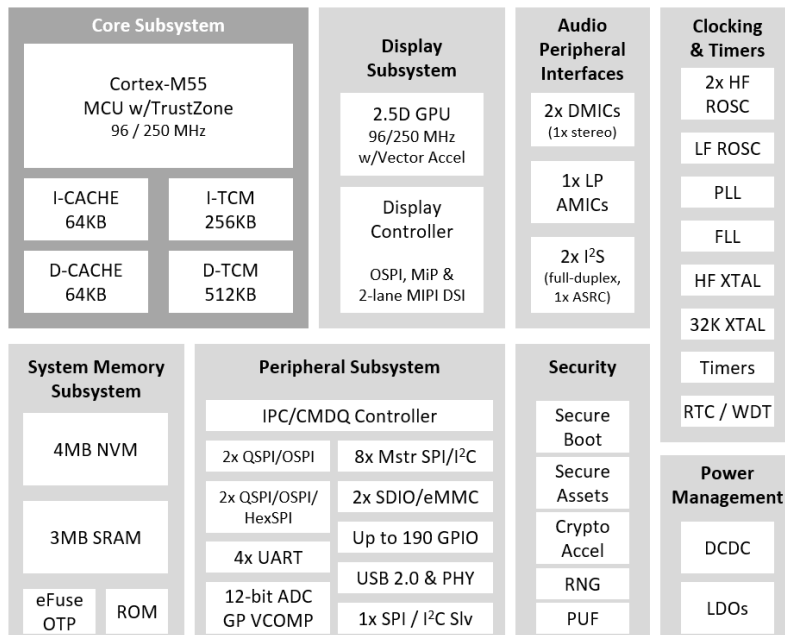 Core Subsystem
Cortex-M55
MCU w/TrustZone
96 / 250 MHz
I-CACHE
64KB
I-TCM
256KB
D-CACHE
64KB
D-TCM
512KB
Display
Subsystem
2.5D GPU
96/250 MHz
w/Vector Accel
Display
Controller
OSPI, MiP &
2-lane MIPI DSI
Audio
Peripheral
Interfaces
2x DMICs
(1x stereo)
1x LP
AMICs
2x I²S
(full-duplex,
1x ASRC)
Clocking
& Timers
2x HF
ROSC
LF ROSC
PLL
FLL
HF XTAL
32K XTAL
Timers
RTC / WDT
System Memory
Subsystem
4MB NVM
3MB SRAM
eFuse
OTP
ROM
Peripheral Subsystem
IPC/CMDQ Controller
2x QSPI/OSPI
2x QSPI/OSPI/
HexSPI
4x UART
12-bit ADC
GP VCOMP
8x Mstr SPI/I²C
2x SDIO/eMMC
Up to 190 GPIO
USB 2.0 & PHY
1x SPI / I²C Slv
Security
Secure
Boot
Secure
Assets
Crypto
Accel
RNG
PUF
Power
Management
DCDC
LDOs